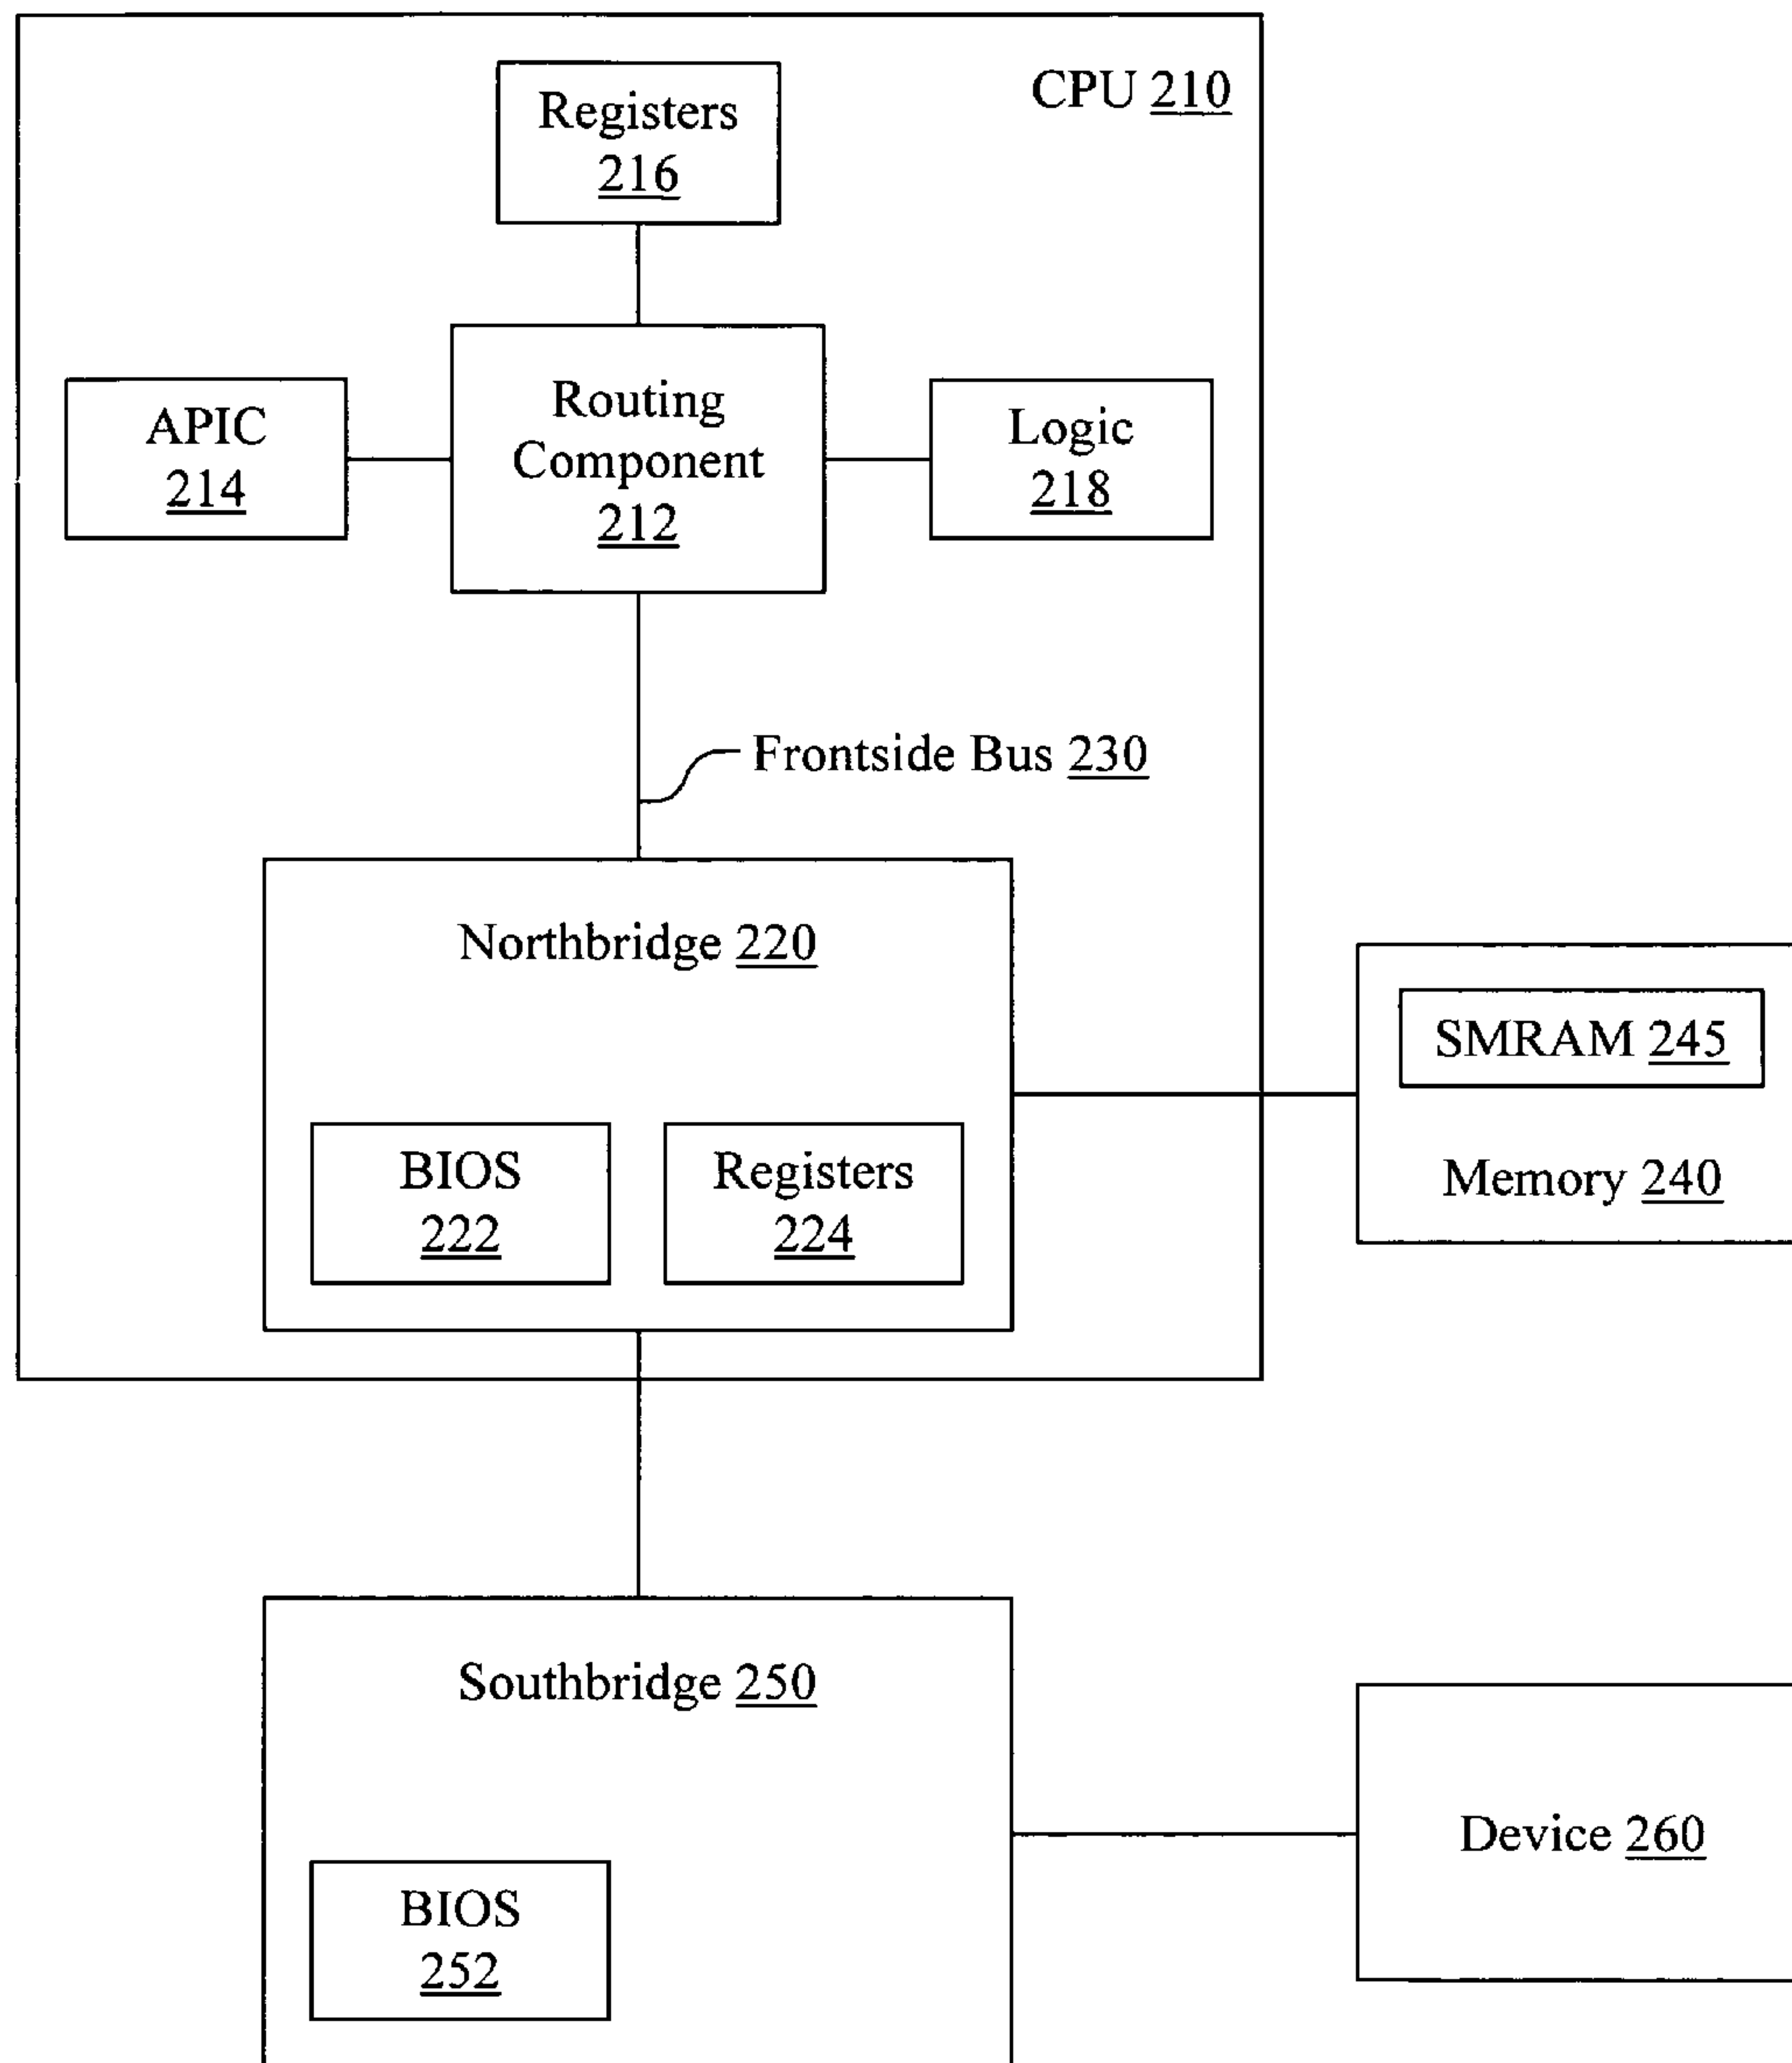 CPU 210
Registers
216
Routing
Component
212
APIC
214
Logic
218
Frontside Bus 230
Northbridge 220
BIOS
222
Registers
224
SMRAM 245
Memory 240
Southbridge 250
BIOS
252
Device 260